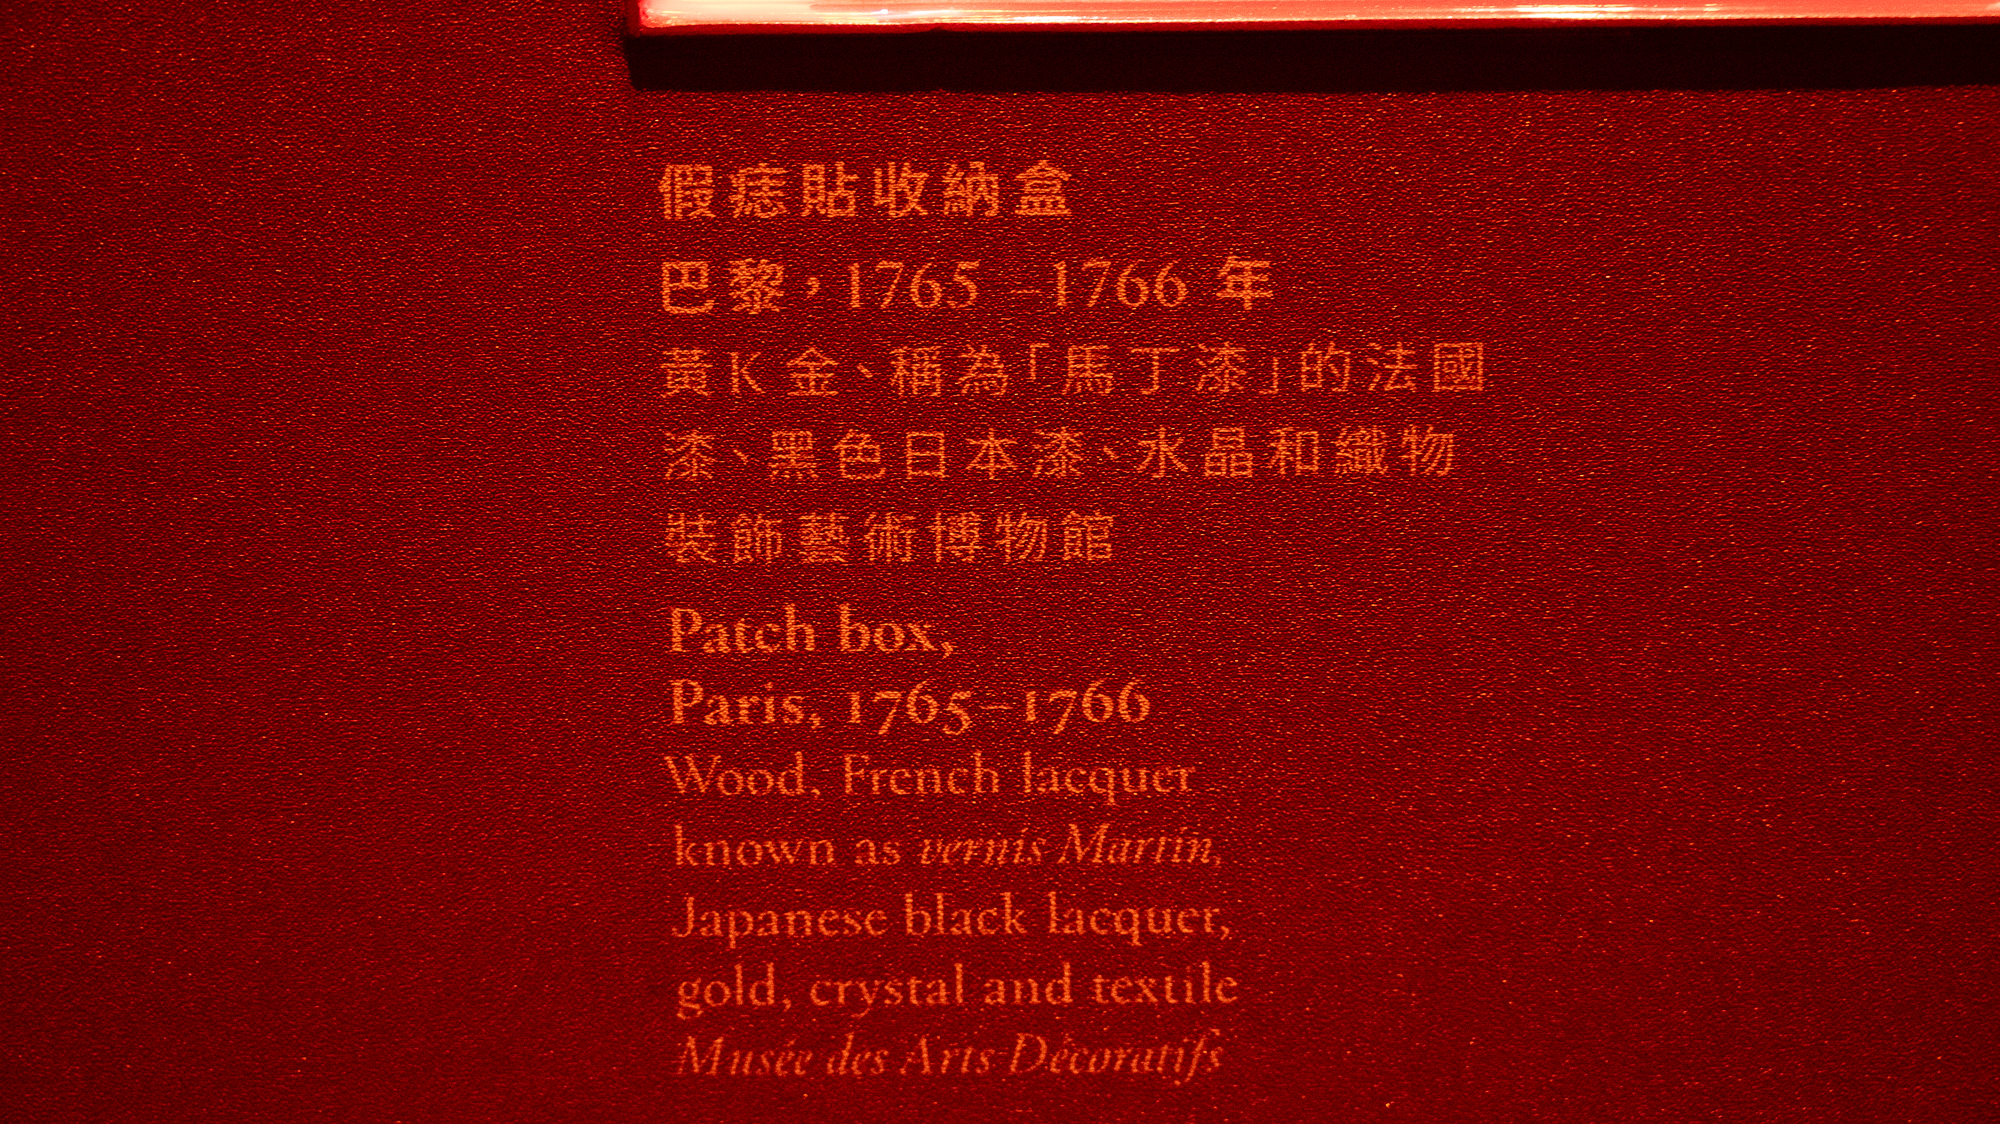 假痣貼收納盒
巴黎，1765 –1766 年
黃K金、稱為「馬丁漆」的法國
漆、黑色日本漆、水晶和織物
裝飾藝術博物館
Patch box,
Paris, 1765–1766
Wood, French lacquer
known as vernis Martin,
Japanese black lacquer,
gold, crystal and textile
Musée des Arts Décoratifs